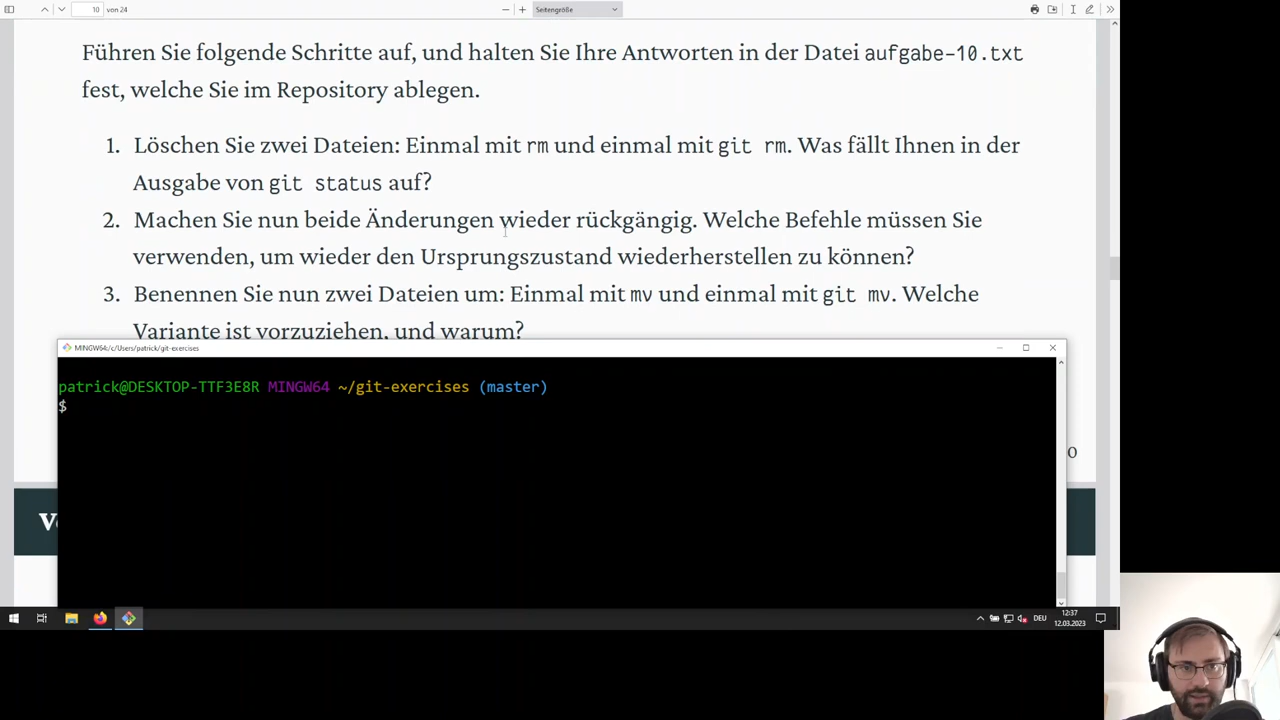 10 von 24
Seitengröße
Führen Sie folgende Schritte auf, und halten Sie Ihre Antworten in der Datei aufgabe-10.txt
fest, welche Sie im Repository ablegen.
1. Löschen Sie zwei Dateien: Einmal mit rm und einmal mit git rm. Was fällt Ihnen in der
Ausgabe von git status auf?
2. Machen Sie nun beide Änderungen wieder rückgängig. Welche Befehle müssen Sie
verwenden, um wieder den Ursprungszustand wiederherstellen zu können?
3. Benennen Sie nun zwei Dateien um: Einmal mit mv und einmal mit git mv. Welche
Variante ist vorzuziehen, und warum?
MINGW64:/c/Users/patrick/git-exercises
patrick@DESKTOP-TTF3E8R MINGW64 ~/git-exercises (master)
$
DEU
12:37
12.03.2023